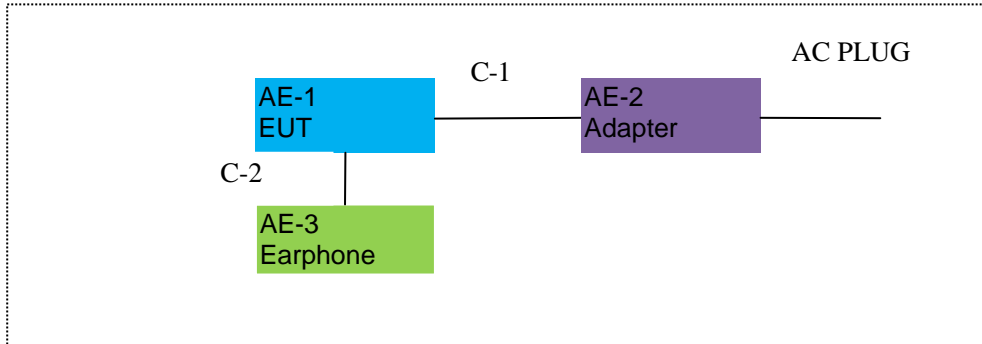 AC PLUG
C-1
AE-1
EUT
AE-2
Adapter
C-2
AE-3
Earphone